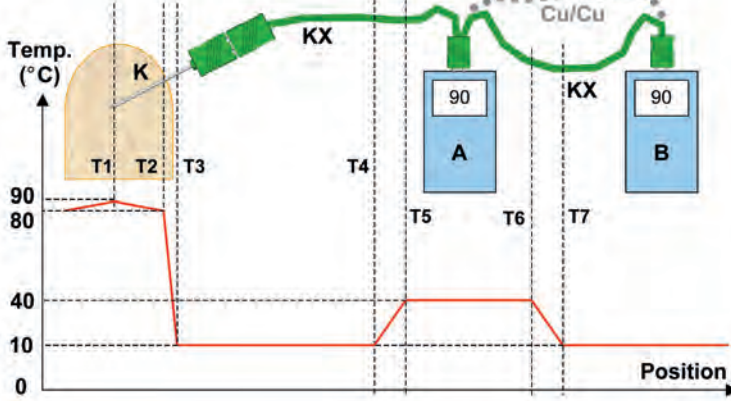 Cu/Cu
KX
Temp.
(°C)
K
KX
90
90
A
B
T1
T2
T3
T4
T5
T6
T7
90
80
40
10
0
Position